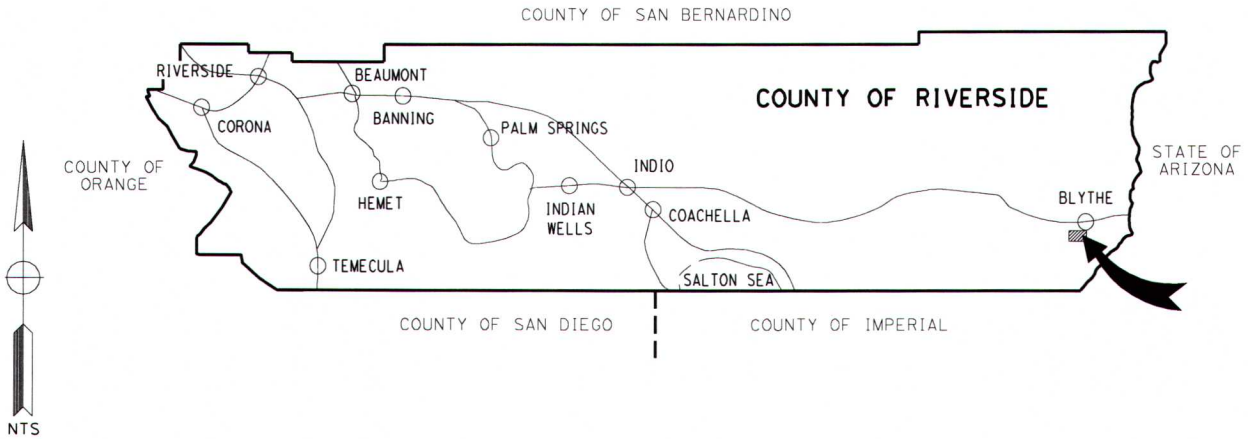 COUNTY OF SAN BERNARDINO
RIVERSIDE
BEAUMONT
COUNTY OF RIVERSIDE
CORONA
BANNING
PALM SPRINGS
STATE OF
ARIZONA
COUNTY OF
ORANGE
INDIO
HEMET
INDIAN
WELLS
COACHELLA
BLYTHE
TEMECULA
SALTON SEA
COUNTY OF SAN DIEGO
COUNTY OF IMPERIAL
NTS